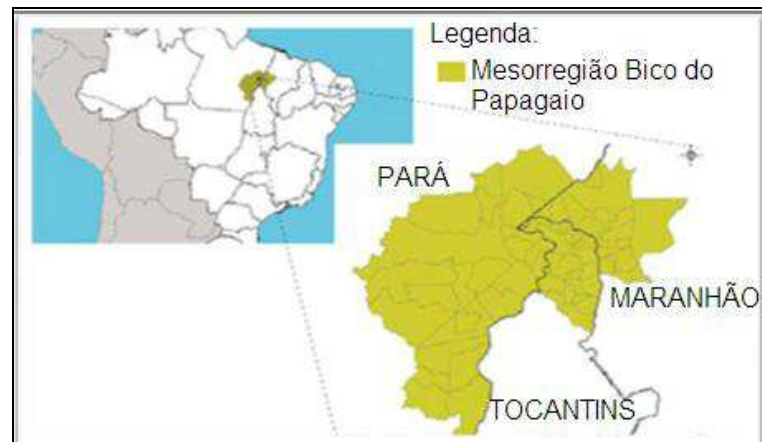 Legenda:
Mesorregião Bico do
Papagaio
PARÁ
MARANHÃO
TOCANTINS